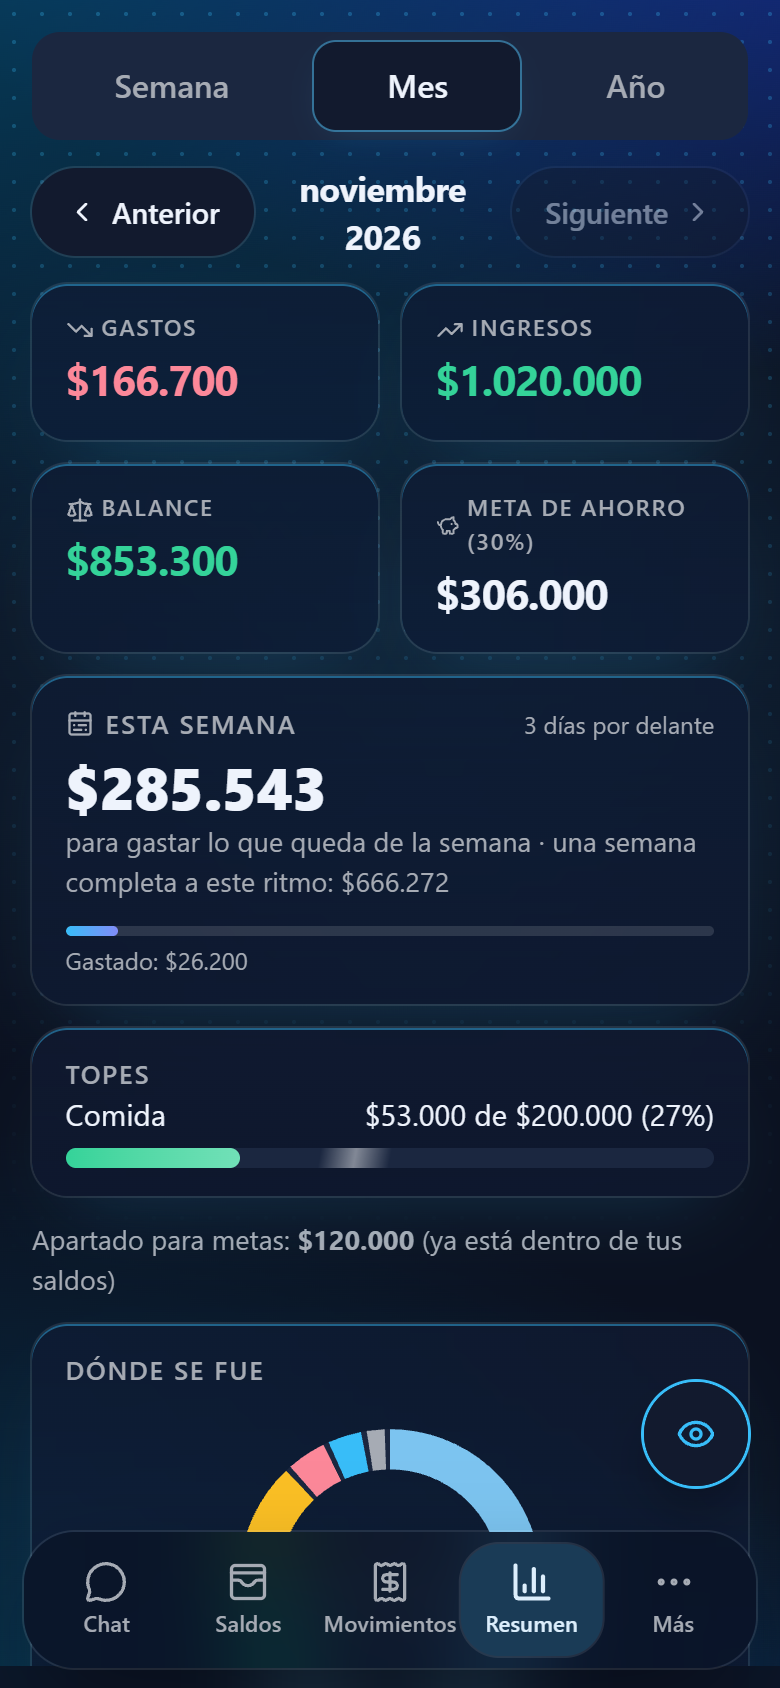 Semana
Mes
Año
Anterior
noviembre
2026
Siguiente
GASTOS
$166.700
INGRESOS
$1.020.000
BALANCE
$853.300
META DE AHORRO
(30%)
$306.000
ESTA SEMANA
3 días por delante
$285.543
para gastar lo que queda de la semana · una semana
completa a este ritmo: $666.272
Gastado: $26.200
TOPES
Comida
$53.000 de $200.000 (27%)
Apartado para metas: $120.000 (ya está dentro de tus
saldos)
DÓNDE SE FUE
Chat
Saldos
Movimientos
Resumen
Más